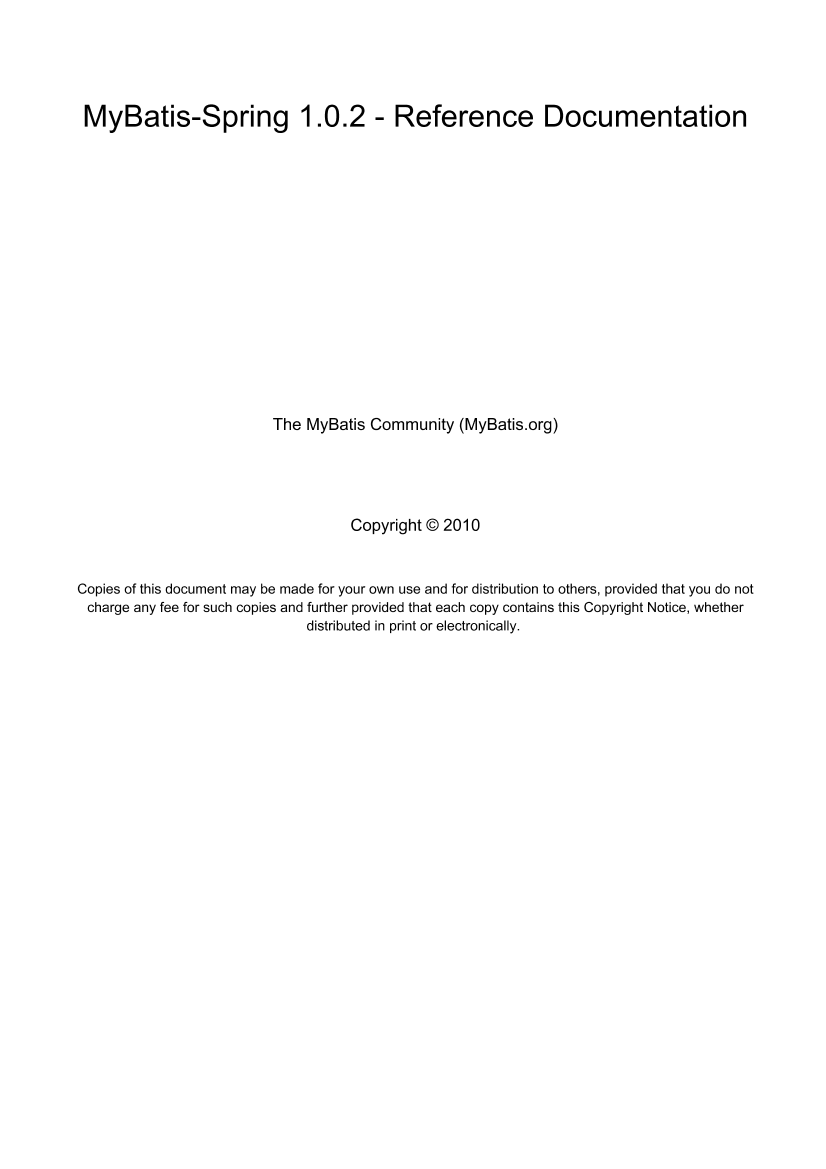 MyBatis-Spring 1.0.2 - Reference Documentation
The MyBatis Community (MyBatis.org)
Copyright © 2010
Copies of this document may be made for your own use and for distribution to others, provided that you do not
charge any fee for such copies and further provided that each copy contains this Copyright Notice, whether
distributed in print or electronically.